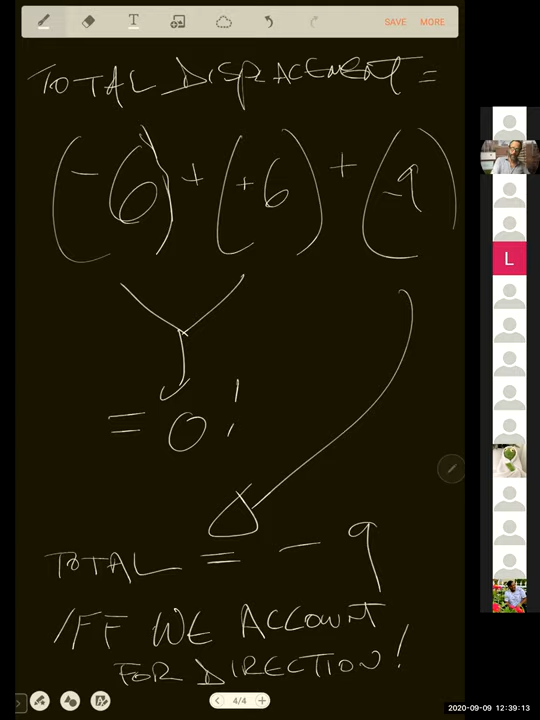 SAVE MORE
TOTAL DISPLACEMENT =
(-6) + (+6) + (-9)
= 0!
TOTAL = -9
IFF WE ACCOUNT
FOR DIRECTION!
L
4/4
2020-09-09 12:39:13